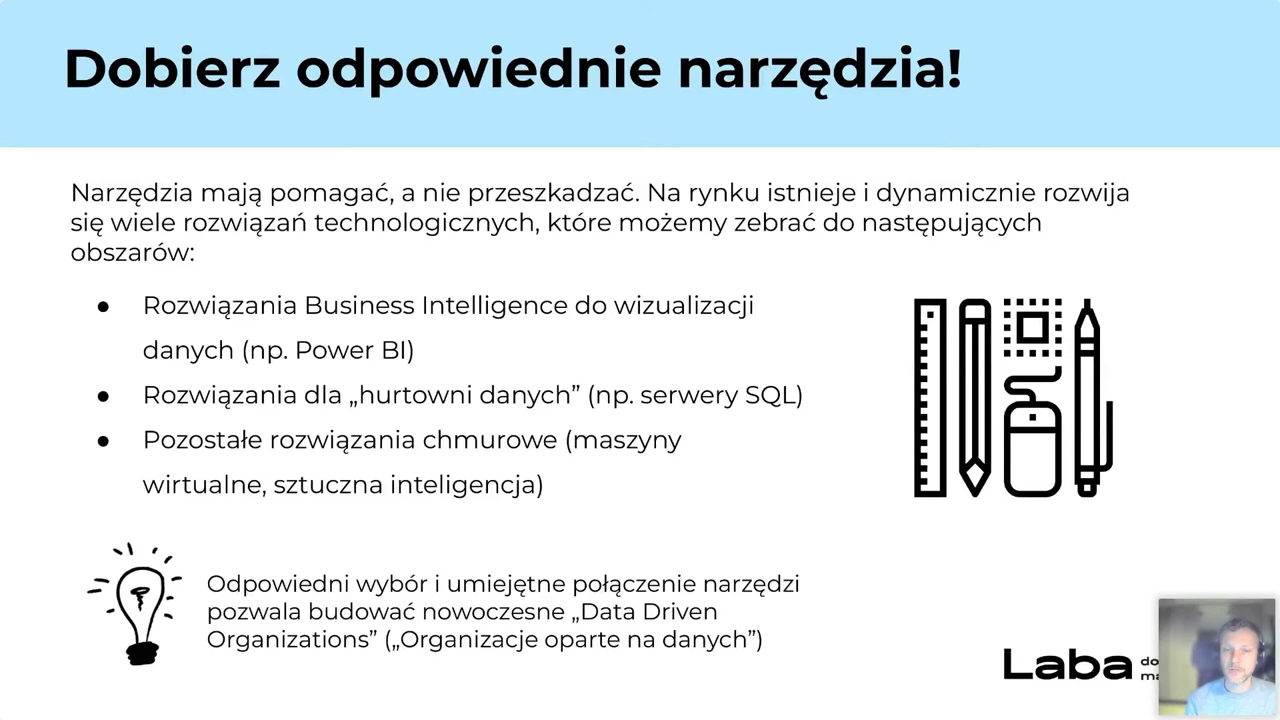 Dobierz odpowiednie narzędzia!
Narzędzia mają pomagać, a nie przeszkadzać. Na rynku istnieje i dynamicznie rozwija
się wiele rozwiązań technologicznych, które możemy zebrać do następujących
obszarów:
● Rozwiązania Business Intelligence do wizualizacji
danych (np. Power BI)
● Rozwiązania dla „hurtowni danych” (np. serwery SQL)
● Pozostałe rozwiązania chmurowe (maszyny
wirtualne, sztuczna inteligencja)
Odpowiedni wybór i umiejętne połączenie narzędzi
pozwala budować nowoczesne „Data Driven
Organizations” („Organizacje oparte na danych”)
Laba